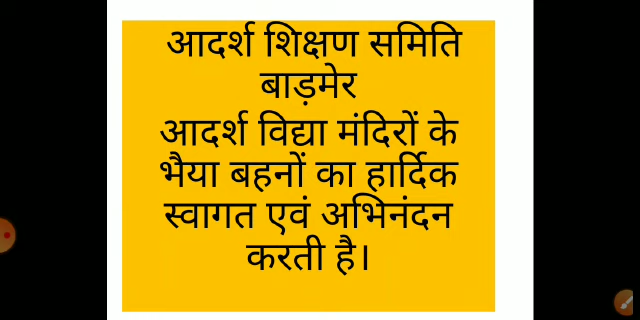 आदर्श शिक्षण समिति
बाड़मेर
आदर्श विद्या मंदिरों के
भैया बहनों का हार्दिक
स्वागत एवं अभिनंदन
करती है।